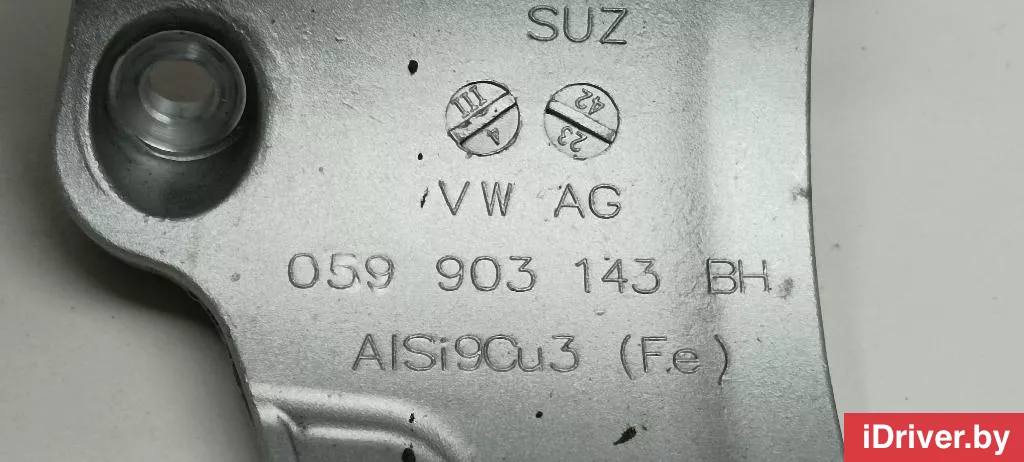 SUZ
III 4
42 23
VW AG
059 903 143 BH
AlSi9Cu3 (Fe)
iDriver.by